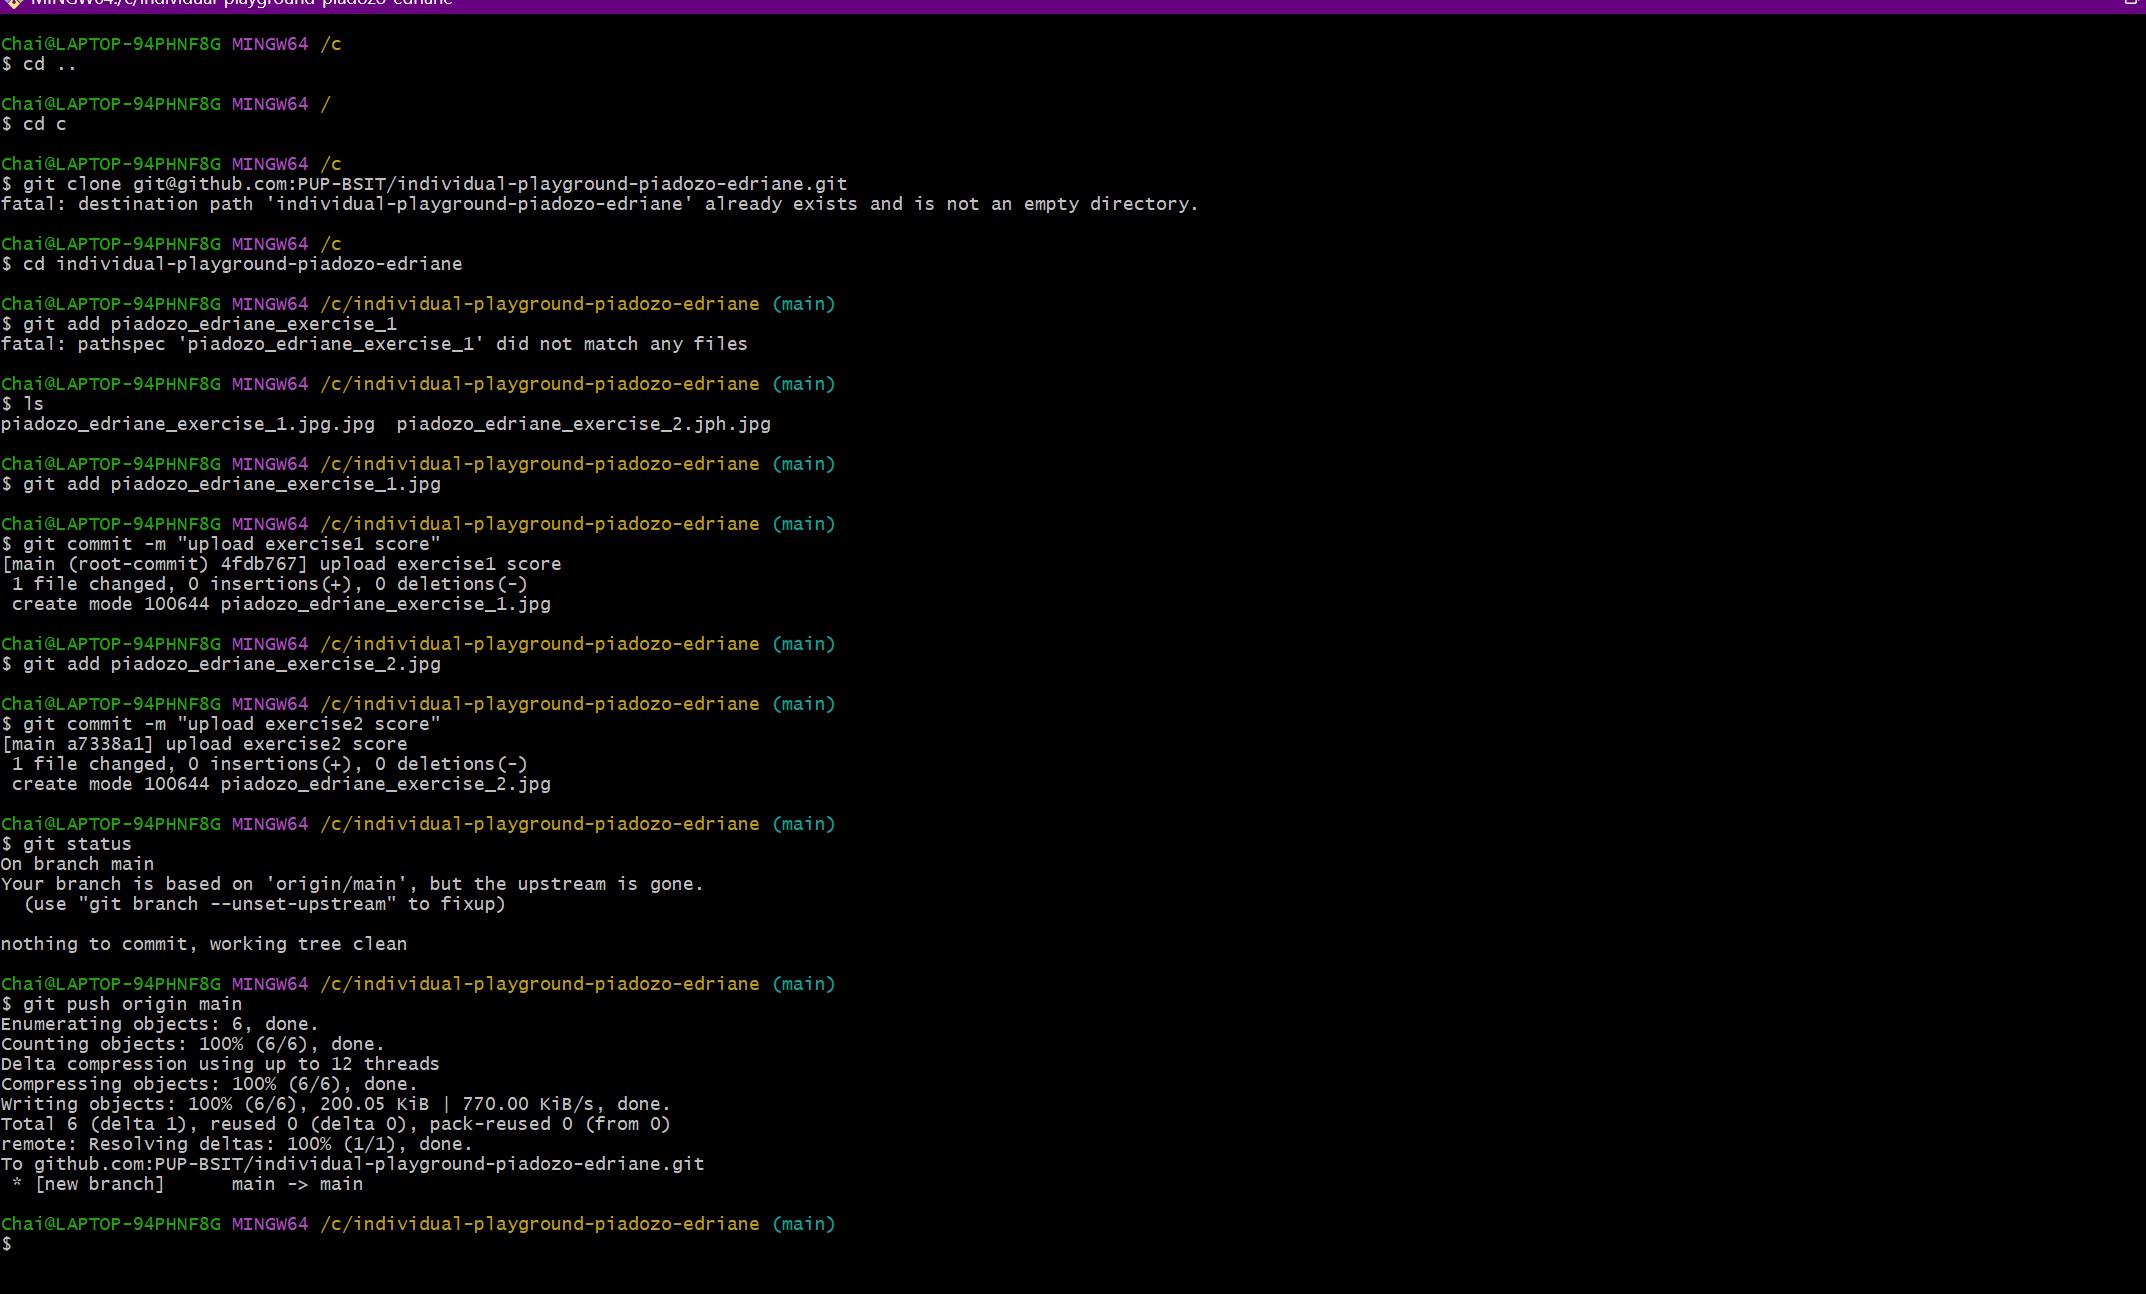 MINGW64:/c/individual-playground-piadozo-edriane
Chai@LAPTOP-94PHNF8G MINGW64 /c
$ cd ..
Chai@LAPTOP-94PHNF8G MINGW64 /
$ cd c
Chai@LAPTOP-94PHNF8G MINGW64 /c
$ git clone git@github.com:PUP-BSIT/individual-playground-piadozo-edriane.git
fatal: destination path 'individual-playground-piadozo-edriane' already exists and is not an empty directory.
Chai@LAPTOP-94PHNF8G MINGW64 /c
$ cd individual-playground-piadozo-edriane
Chai@LAPTOP-94PHNF8G MINGW64 /c/individual-playground-piadozo-edriane (main)
$ git add piadozo_edriane_exercise_1
fatal: pathspec 'piadozo_edriane_exercise_1' did not match any files
Chai@LAPTOP-94PHNF8G MINGW64 /c/individual-playground-piadozo-edriane (main)
$ ls
piadozo_edriane_exercise_1.jpg.jpg  piadozo_edriane_exercise_2.jph.jpg
Chai@LAPTOP-94PHNF8G MINGW64 /c/individual-playground-piadozo-edriane (main)
$ git add piadozo_edriane_exercise_1.jpg
Chai@LAPTOP-94PHNF8G MINGW64 /c/individual-playground-piadozo-edriane (main)
$ git commit -m "upload exercise1 score"
[main (root-commit) 4fdb767] upload exercise1 score
 1 file changed, 0 insertions(+), 0 deletions(-)
 create mode 100644 piadozo_edriane_exercise_1.jpg
Chai@LAPTOP-94PHNF8G MINGW64 /c/individual-playground-piadozo-edriane (main)
$ git add piadozo_edriane_exercise_2.jpg
Chai@LAPTOP-94PHNF8G MINGW64 /c/individual-playground-piadozo-edriane (main)
$ git commit -m "upload exercise2 score"
[main a7338a1] upload exercise2 score
 1 file changed, 0 insertions(+), 0 deletions(-)
 create mode 100644 piadozo_edriane_exercise_2.jpg
Chai@LAPTOP-94PHNF8G MINGW64 /c/individual-playground-piadozo-edriane (main)
$ git status
On branch main
Your branch is based on 'origin/main', but the upstream is gone.
  (use "git branch --unset-upstream" to fixup)
nothing to commit, working tree clean
Chai@LAPTOP-94PHNF8G MINGW64 /c/individual-playground-piadozo-edriane (main)
$ git push origin main
Enumerating objects: 6, done.
Counting objects: 100% (6/6), done.
Delta compression using up to 12 threads
Compressing objects: 100% (6/6), done.
Writing objects: 100% (6/6), 200.05 KiB | 770.00 KiB/s, done.
Total 6 (delta 1), reused 0 (delta 0), pack-reused 0 (from 0)
remote: Resolving deltas: 100% (1/1), done.
To github.com:PUP-BSIT/individual-playground-piadozo-edriane.git
 * [new branch]      main -> main
Chai@LAPTOP-94PHNF8G MINGW64 /c/individual-playground-piadozo-edriane (main)
$